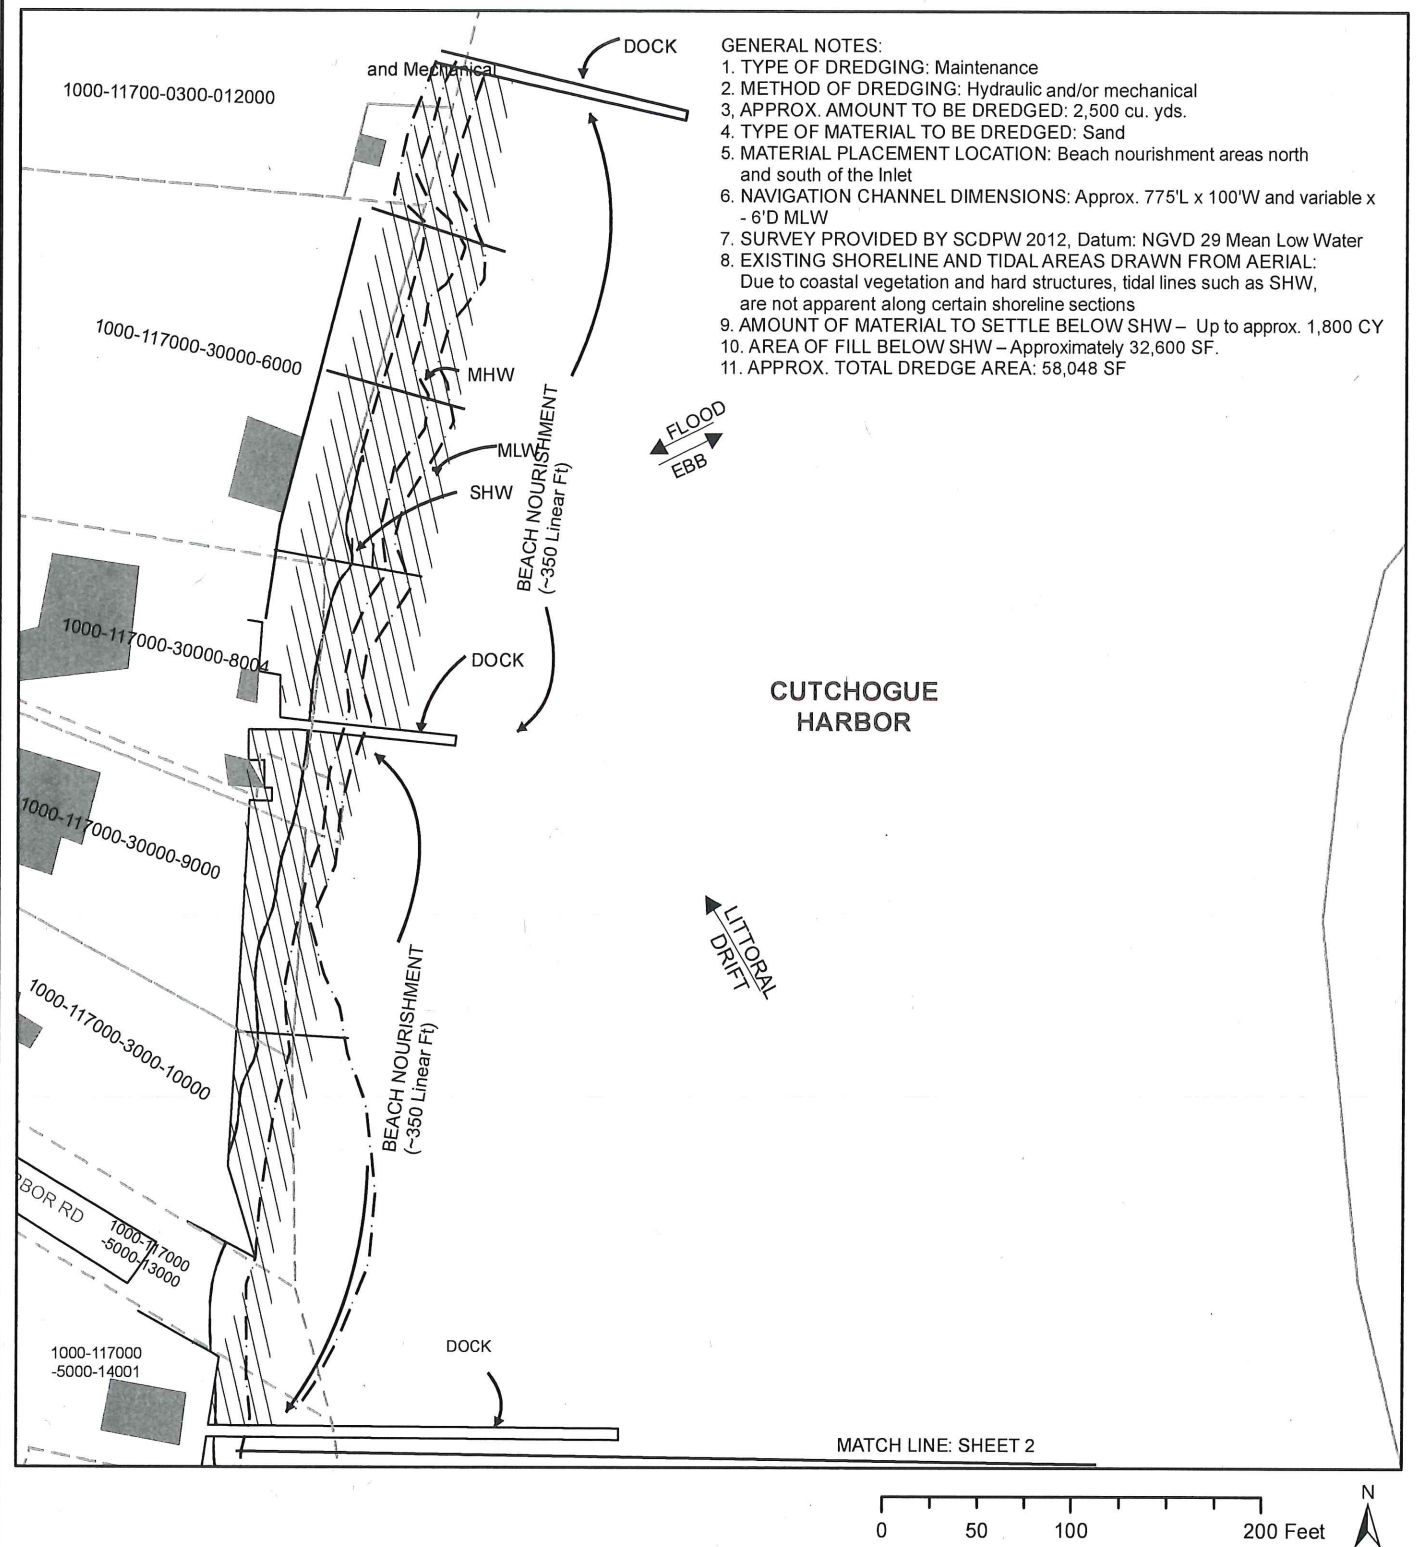 DOCK
and Mechanical
1000-11700-0300-012000
GENERAL NOTES:
1. TYPE OF DREDGING: Maintenance
2. METHOD OF DREDGING: Hydraulic and/or mechanical
3, APPROX. AMOUNT TO BE DREDGED: 2,500 cu. yds.
4. TYPE OF MATERIAL TO BE DREDGED: Sand
5. MATERIAL PLACEMENT LOCATION: Beach nourishment areas north
and south of the Inlet
6. NAVIGATION CHANNEL DIMENSIONS: Approx. 775'L x 100'W and variable x
- 6'D MLW
7. SURVEY PROVIDED BY SCDPW 2012, Datum: NGVD 29 Mean Low Water
8. EXISTING SHORELINE AND TIDAL AREAS DRAWN FROM AERIAL:
Due to coastal vegetation and hard structures, tidal lines such as SHW,
are not apparent along certain shoreline sections
9. AMOUNT OF MATERIAL TO SETTLE BELOW SHW – Up to approx. 1,800 CY
10. AREA OF FILL BELOW SHW – Approximately 32,600 SF.
11. APPROX. TOTAL DREDGE AREA: 58,048 SF
1000-117000-30000-6000
MHW
MLW
SHW
BEACH NOURISHMENT
(~350 Linear Ft)
FLOOD
EBB
1000-117000-30000-8004
DOCK
CUTCHOGUE
HARBOR
1000-117000-30000-9000
LITTORAL
DRIFT
BEACH NOURISHMENT
(~350 Linear Ft)
1000-117000-3000-10000
RBOR RD
1000-117000
-5000-13000
1000-117000
-5000-14001
DOCK
MATCH LINE: SHEET 2
0 50 100 200 Feet
N